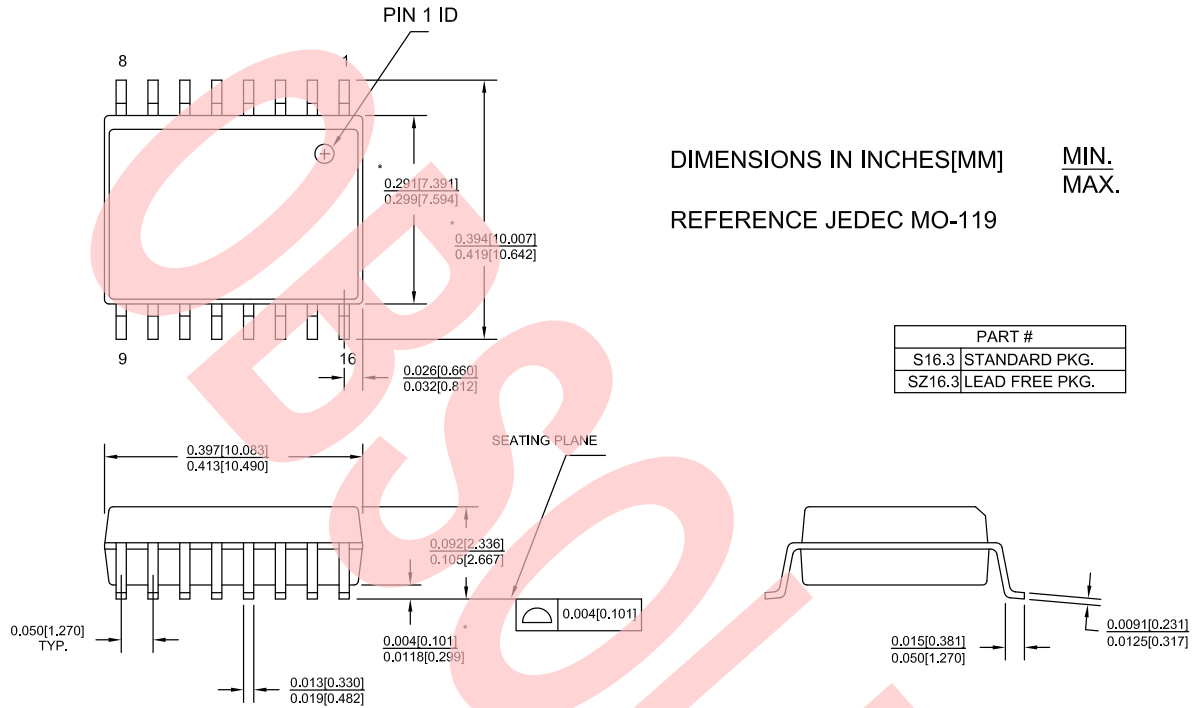 PIN 1 ID
8
1
*
0.291[7.391]
0.299[7.594]
*
0.394[10.007]
0.419[10.642]
DIMENSIONS IN INCHES[MM]
MIN.
MAX.
REFERENCE JEDEC MO-119
9
16
0.026[0.660]
0.032[0.812]
PART #
S16.3 STANDARD PKG.
SZ16.3 LEAD FREE PKG.
SEATING PLANE
0.397[10.083]
0.413[10.490]
0.092[2.336]
0.105[2.667]
0.004[0.101]
0.050[1.270]
TYP.
*
0.004[0.101]
0.0118[0.299]
0.013[0.330]
0.019[0.482]
0.015[0.381]
0.050[1.270]
0.0091[0.231]
0.0125[0.317]
OBSOL